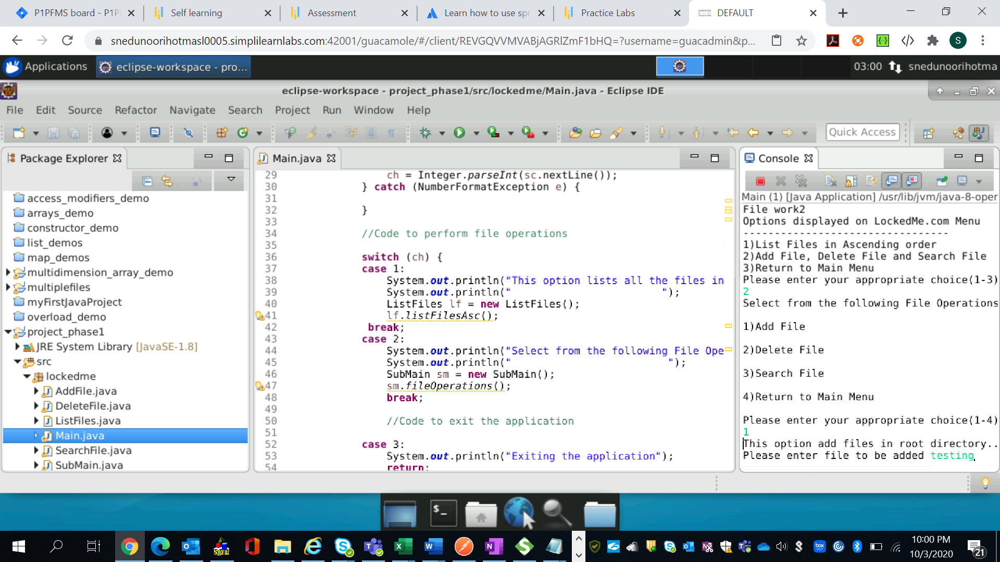 P1PFMS board - P1P
Self learning
Assessment
Learn how to use spr
Practice Labs
DEFAULT
snedunoorihotmasl0005.simplilearnlabs.com:42001/guacamole/#/client/REVGQVVMVABjAGRlZmF1bHQ=?username=guacadmin&p...
S
Applications
eclipse-workspace - pro...
03:00
snedunoorihotma
eclipse-workspace - project_phase1/src/lockedme/Main.java - Eclipse IDE
File Edit Source Refactor Navigate Search Project Run Window Help
Quick Access
Package Explorer
access_modifiers_demo
arrays_demo
constructor_demo
list_demos
map_demos
multidimension_array_demo
multiplefiles
myFirstJavaProject
overload_demo
project_phase1
JRE System Library [JavaSE-1.8]
src
lockedme
AddFile.java
DeleteFile.java
ListFiles.java
Main.java
SearchFile.java
SubMain.java
Main.java
29 ch = Integer.parseInt(sc.nextLine());
30 } catch (NumberFormatException e) {
31
32 }
33
34 //Code to perform file operations
35
36 switch (ch) {
37 case 1:
38 System.out.println("This option lists all the files in
39 System.out.println(" ");
40 ListFiles lf = new ListFiles();
41 lf.listFilesAsc();
42 break;
43 case 2:
44 System.out.println("Select from the following File Ope
45 System.out.println(" ");
46 SubMain sm = new SubMain();
47 sm.fileOperations();
48 break;
49
50 //Code to exit the application
51
52 case 3:
53 System.out.println("Exiting the application");
54 return;
Console
Main (1) [Java Application] /usr/lib/jvm/java-8-oper
File work2
Options displayed on LockedMe.com Menu
---------------------------------
1)List Files in Ascending order
2)Add File, Delete File and Search File
3)Return to Main Menu
Please enter your appropriate choice(1-3)
2
Select from the following File Operations
1)Add File
2)Delete File
3)Search File
4)Return to Main Menu
Please enter your appropriate choice(1-4)
1
This option add files in root directory..
Please enter file to be added testing
10:00 PM
10/3/2020
21